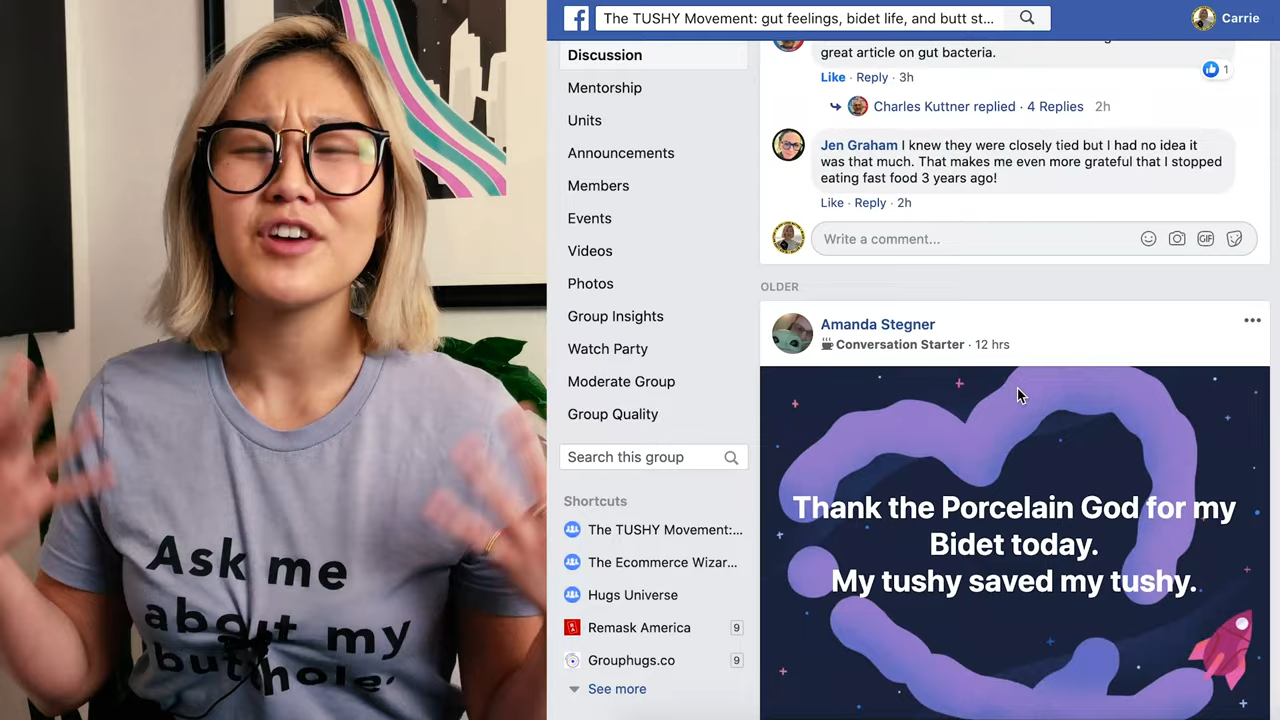 Ask me
about my
butthole.
The TUSHY Movement: gut feelings, bidet life, and butt st...
Carrie
Discussion
Mentorship
Units
Announcements
Members
Events
Videos
Photos
Group Insights
Watch Party
Moderate Group
Group Quality
Search this group
Shortcuts
The TUSHY Movement:...
The Ecommerce Wizar...
Hugs Universe
Remask America 9
Grouphugs.co 9
See more
great article on gut bacteria.
1
Like · Reply · 3h
Charles Kuttner replied · 4 Replies 2h
Jen Graham I knew they were closely tied but I had no idea it
was that much. That makes me even more grateful that I stopped
eating fast food 3 years ago!
Like · Reply · 2h
Write a comment...
GIF
OLDER
Amanda Stegner
Conversation Starter · 12 hrs
Thank the Porcelain God for my
Bidet today.
My tushy saved my tushy.